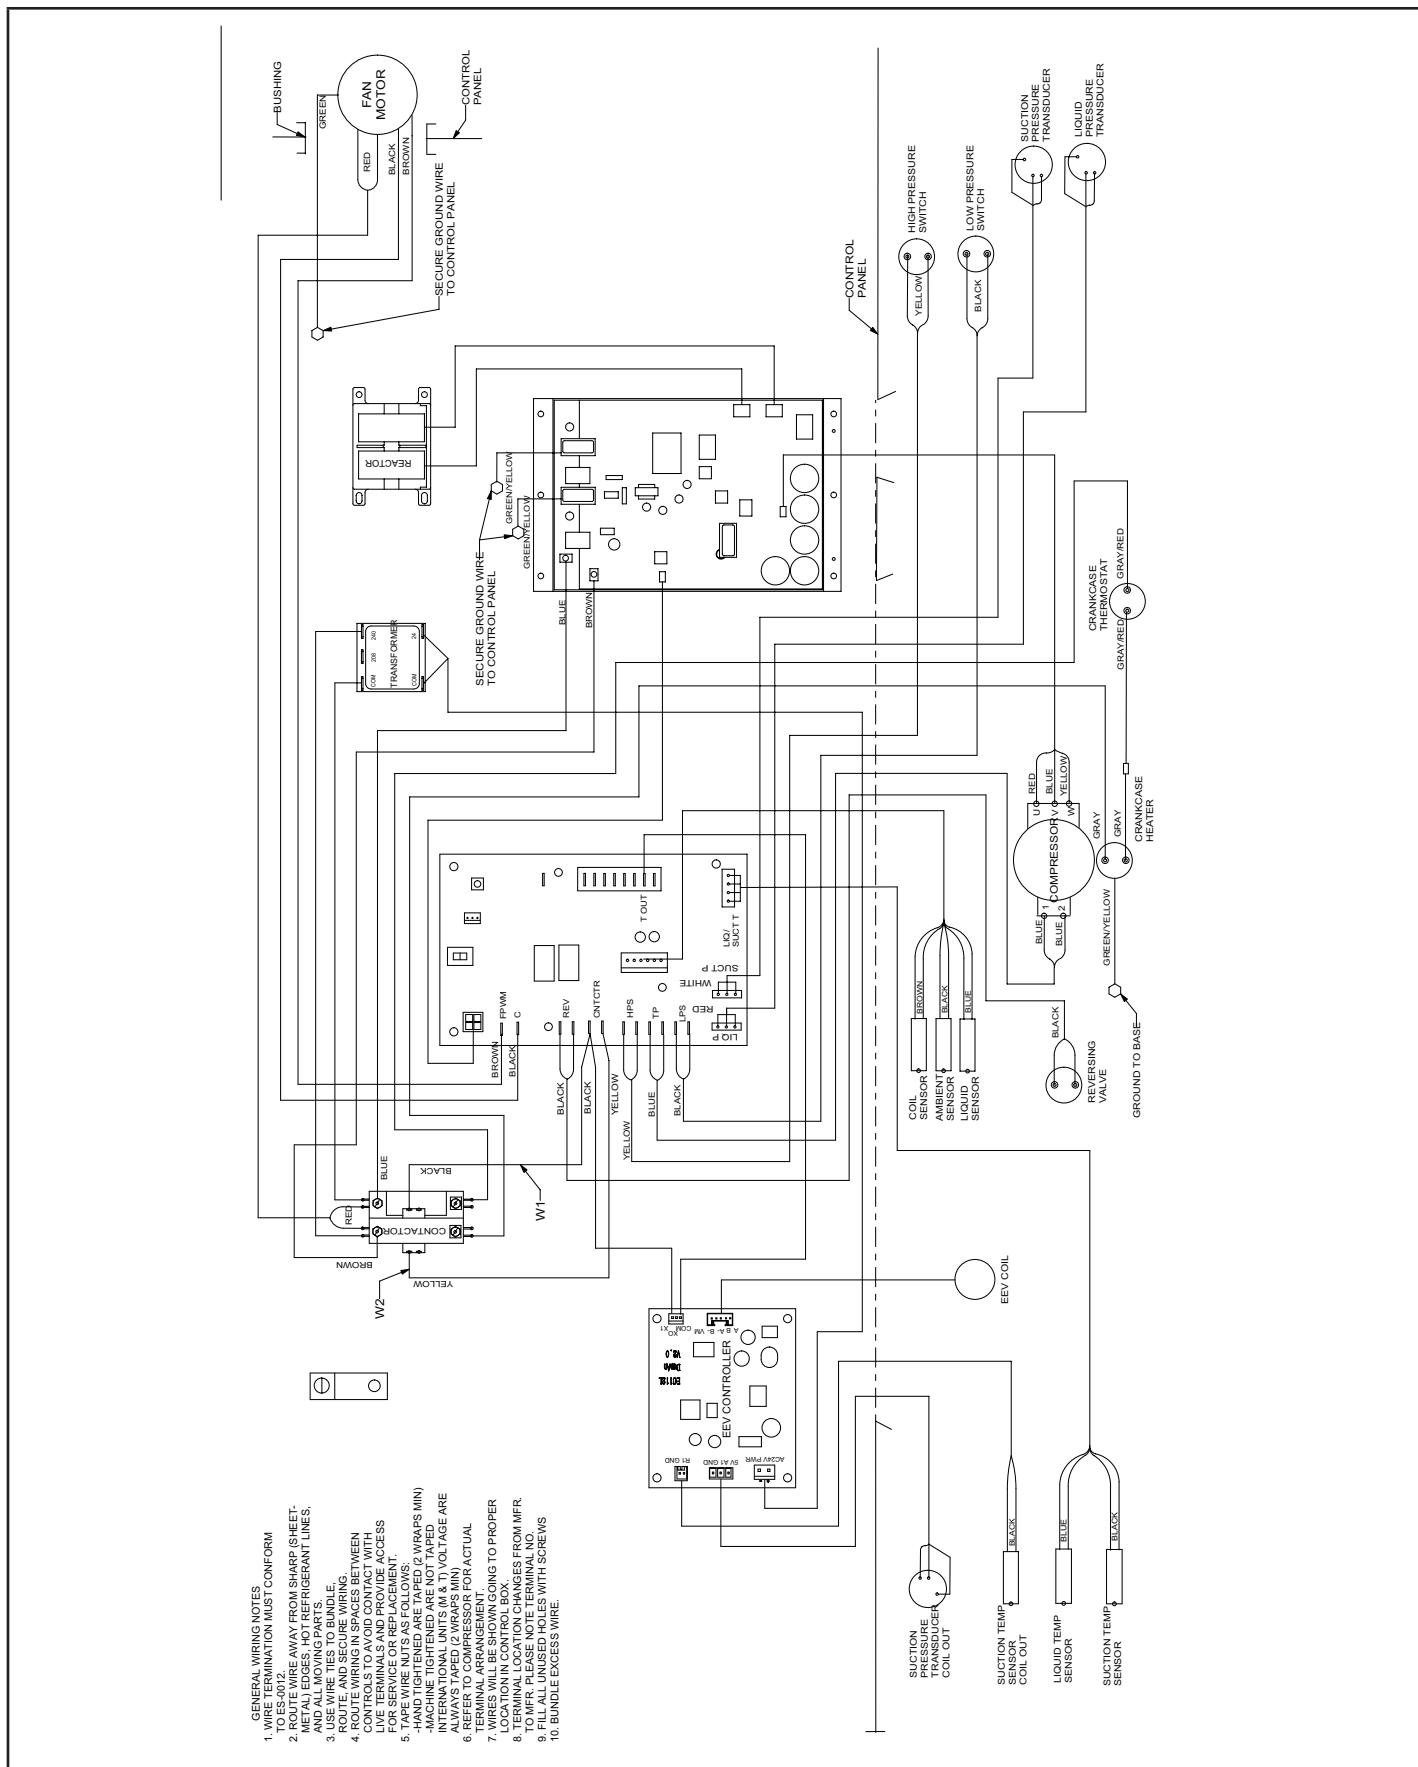 GENERAL WIRING NOTES
1. WIRE TERMINATION MUST CONFORM
TO ES-0012.
2. ROUTE WIRE AWAY FROM SHARP (SHEET-
METAL) EDGES, HOT REFRIGERANT LINES,
AND ALL MOVING PARTS.
3. USE WIRE TIES TO BUNDLE,
ROUTE, AND SECURE WIRING.
4. ROUTE WIRING IN SPACES BETWEEN
CONTROLS TO AVOID CONTACT WITH
LIVE TERMINALS AND PROVIDE ACCESS
FOR SERVICE OR REPLACEMENT.
5. TAPE WIRE NUTS AS FOLLOWS:
-HAND TIGHTENED ARE TAPED (2 WRAPS MIN)
-MACHINE TIGHTENED ARE NOT TAPED
INTERNATIONAL UNITS (M & T) VOLTAGE ARE
ALWAYS TAPED (2 WRAPS MIN)
6. REFER TO COMPRESSOR FOR ACTUAL
TERMINAL ARRANGEMENT.
7. WIRES WILL BE SHOWN GOING TO PROPER
LOCATION IN CONTROL BOX.
8. TERMINAL LOCATION CHANGES FROM MFR.
TO MFR. PLEASE NOTE TERMINAL NO.
9. FILL ALL UNUSED HOLES WITH SCREWS
10. BUNDLE EXCESS WIRE.
BUSHING
GREEN
FAN
MOTOR
RED
BLACK
BROWN
CONTROL
PANEL
SECURE GROUND WIRE
TO CONTROL PANEL
REACTOR
GREEN/YELLOW
GREEN/YELLOW
SECURE GROUND WIRE
TO CONTROL PANEL
BLUE
BROWN
TRANSFORMER
COM
208
240
COM
24
CONTROL
PANEL
HIGH PRESSURE
SWITCH
YELLOW
LOW PRESSURE
SWITCH
BLACK
SUCTION
PRESSURE
TRANSDUCER
LIQUID
PRESSURE
TRANSDUCER
CRANKCASE
THERMOSTAT
GRAY/RED
GRAY/RED
CRANKCASE
HEATER
GRAY
GRAY
COMPRESSOR
U
V
W
RED
BLUE
YELLOW
1
2
BLUE
BLUE
GREEN/YELLOW
GROUND TO BASE
REVERSING
VALVE
BLACK
COIL
SENSOR
BROWN
AMBIENT
SENSOR
BLACK
LIQUID
SENSOR
BLUE
FPWM
C
BROWN
BLACK
REV
CNTCTR
HPS
TP
LPS
BLACK
BLACK
YELLOW
YELLOW
BLUE
BLACK
T OUT
LIQ/
SUCT T
SUCT P
WHITE
RED
LIQ P
CONTACTOR
BLUE
RED
BROWN
BLACK
YELLOW
W1
W2
EEV CONTROLLER
X1
XO
COM
A B A- B- VM
R1 GND
5V A1 GND
AC24V PWR
V2.0
EEV COIL
SUCTION
PRESSURE
TRANSDUCER
COIL OUT
SUCTION TEMP
SENSOR
COIL OUT
BLACK
LIQUID TEMP
SENSOR
BLUE
SUCTION TEMP
SENSOR
BLACK